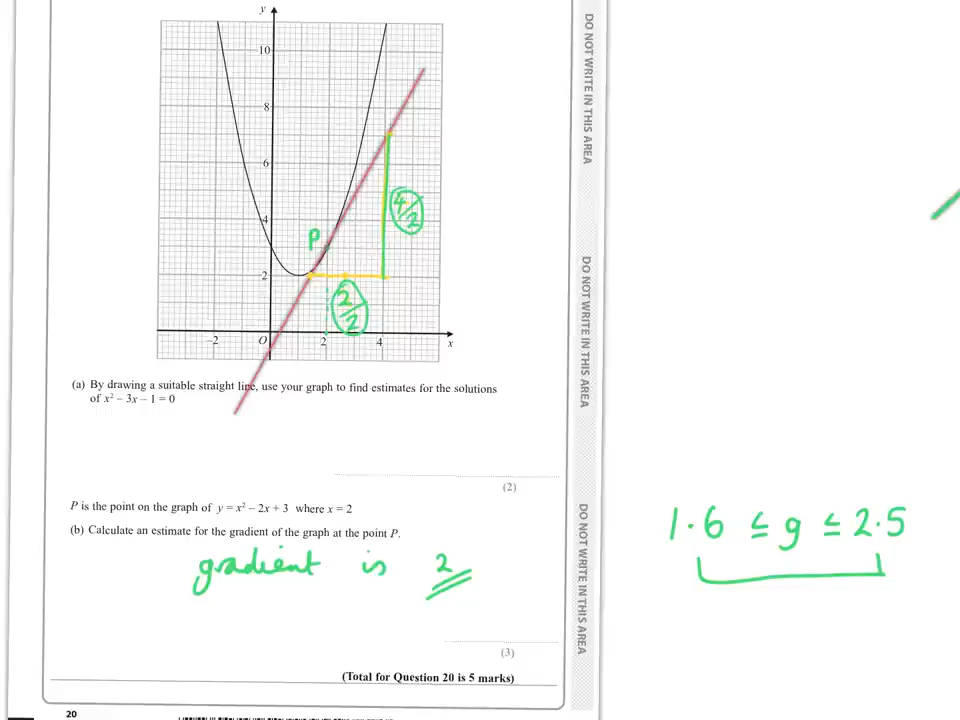 y
10
8
6
4
2
P
4/2
2/2
-2
O
2
4
x
(a) By drawing a suitable straight line, use your graph to find estimates for the solutions
of x² – 3x – 1 = 0
(2)
P is the point on the graph of y = x² – 2x + 3 where x = 2
(b) Calculate an estimate for the gradient of the graph at the point P.
gradient is 2
(3)
(Total for Question 20 is 5 marks)
20
DO NOT WRITE IN THIS AREA
DO NOT WRITE IN THIS AREA
DO NOT WRITE IN THIS AREA
1.6 ≤ g ≤ 2.5